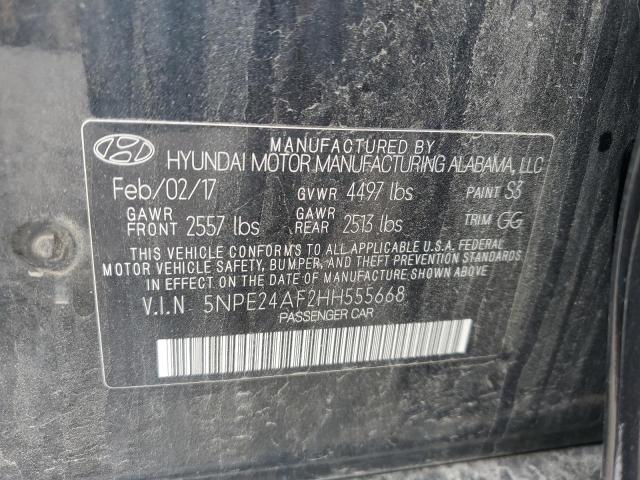 MANUFACTURED BY
HYUNDAI MOTOR MANUFACTURING ALABAMA, LLC
Feb/02/17 GVWR 4497 lbs PAINT S3
GAWR FRONT 2557 lbs GAWR REAR 2513 lbs TRIM GG
THIS VEHICLE CONFORMS TO ALL APPLICABLE U.S.A. FEDERAL
MOTOR VEHICLE SAFETY, BUMPER, AND THEFT PREVENTION STANDARDS
IN EFFECT ON THE DATE OF MANUFACTURE SHOWN ABOVE.
V.I.N 5NPE24AF2HH555668
PASSENGER CAR